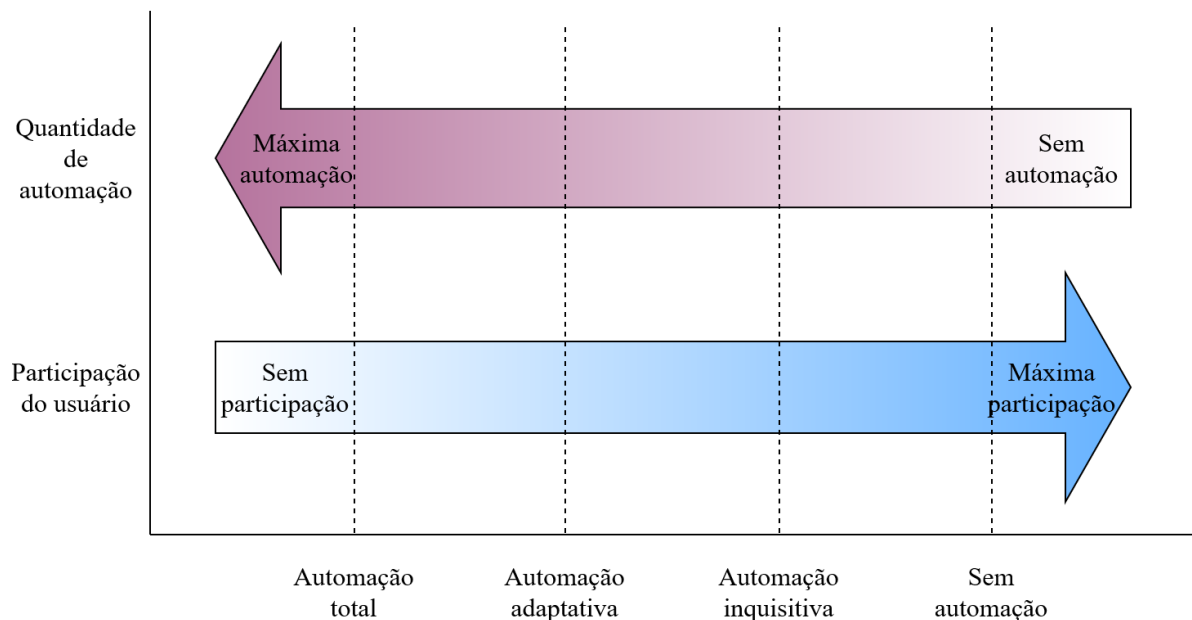 Quantidade
de
automação
Máxima
automação
Sem
automação
Participação
do usuário
Sem
participação
Máxima
participação
Automação
total
Automação
adaptativa
Automação
inquisitiva
Sem
automação